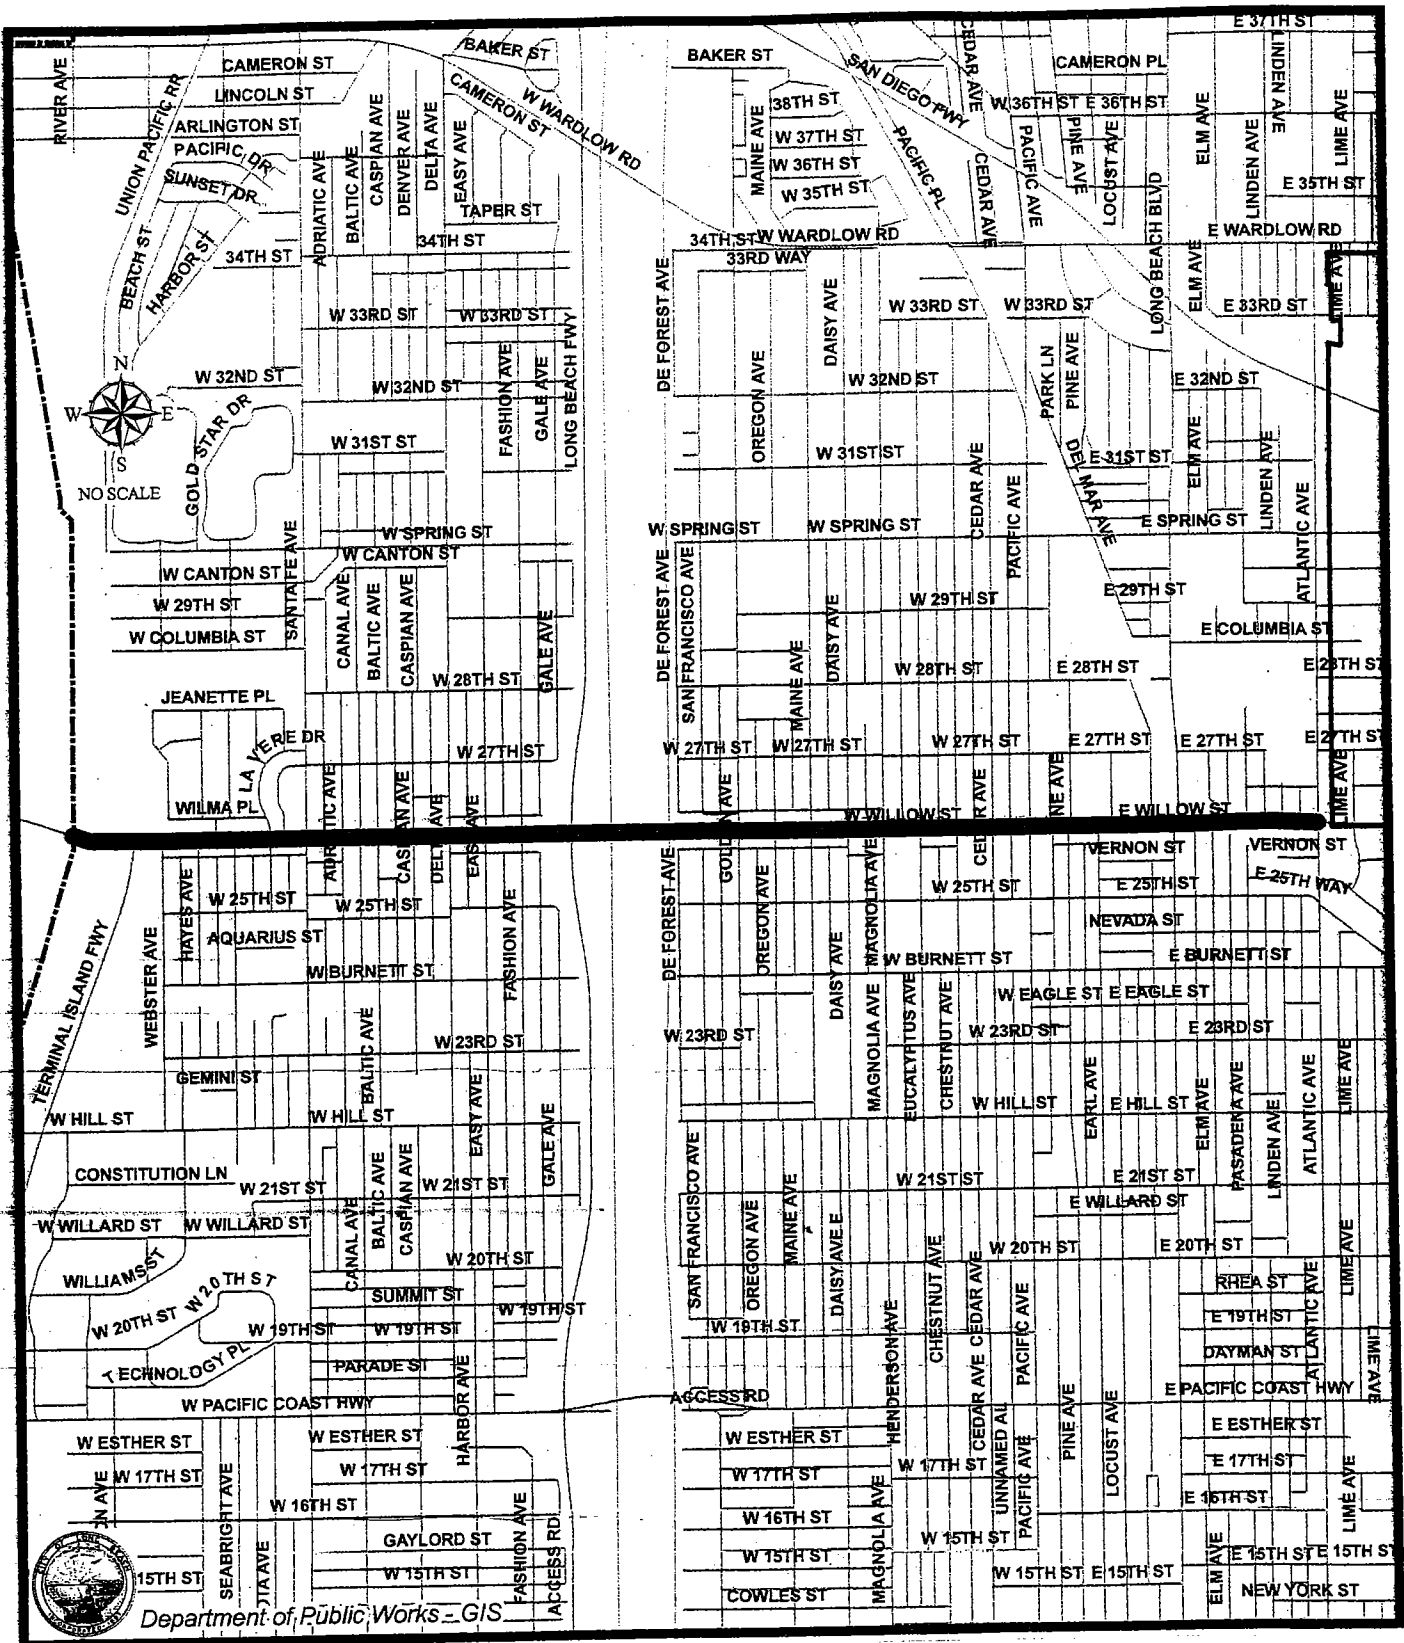 E 37TH ST
BAKER ST
BAKER ST
CEDAR AVE
LINDEN AVE
CAMERON ST
CAMERON PL
SAN DIEGO FWY
RIVER AVE
UNION PACIFIC RR
LINCOLN ST
CAMERON ST
W WARDLOW RD
38TH ST
W 36TH ST
E 36TH ST
ARLINGTON ST
PACIFIC DR
SUNSET DR
ADRIATIC AVE
BALTIC AVE
CASPIAN AVE
DENVER AVE
DELTA AVE
EASY AVE
MAINE AVE
W 37TH ST
W 36TH ST
W 35TH ST
PACIFIC PL
CEDAR AVE
PACIFIC AVE
PINE AVE
LOCUST AVE
LONG BEACH BLVD
ELM AVE
LINDEN AVE
LIME AVE
E 35TH ST
TAPER ST
BEACH ST
HARBOR ST
34TH ST
34TH ST
34TH ST
W WARDLOW RD
E WARDLOW RD
33RD WAY
DE FOREST AVE
DAISY AVE
ELM AVE
LIME AVE
W 33RD ST
W 33RD ST
W 33RD ST
W 33RD ST
E 33RD ST
N
W
E
S
NO SCALE
W 32ND ST
W 32ND ST
FASHION AVE
GALE AVE
LONG BEACH FWY
OREGON AVE
W 32ND ST
PARK LN
PINE AVE
E 32ND ST
GOLD STAR DR
W 31ST ST
W 31ST ST
CEDAR AVE
PACIFIC AVE
DEL MAR AVE
E 31ST ST
ELM AVE
LINDEN AVE
ATLANTIC AVE
W SPRING ST
W SPRING ST
W SPRING ST
E SPRING ST
W CANTON ST
W CANTON ST
SANTA FE AVE
W 29TH ST
W COLUMBIA ST
CANAL AVE
BALTIC AVE
CASPIAN AVE
GALE AVE
DE FOREST AVE
SAN FRANCISCO AVE
MAINE AVE
DAISY AVE
W 29TH ST
E 29TH ST
E COLUMBIA ST
W 28TH ST
W 28TH ST
E 28TH ST
E 28TH ST
JEANETTE PL
LA VERE DR
W 27TH ST
W 27TH ST
W 27TH ST
W 27TH ST
E 27TH ST
E 27TH ST
E 27TH ST
WILMA PL
W WILLOW ST
E WILLOW ST
LIME AVE
DE FOREST AVE
OREGON AVE
DAISY AVE
MAGNOLIA AVE
VERNON ST
VERNON ST
E 25TH WAY
TERMINAL ISLAND FWY
WEBSTER AVE
HAYES AVE
W 25TH ST
W 25TH ST
W 25TH ST
E 25TH ST
AQUARIUS ST
FASHION AVE
NEVADA ST
W BURNETT ST
W BURNETT ST
E BURNETT ST
W EAGLE ST
E EAGLE ST
BALTIC AVE
W 23RD ST
W 23RD ST
W 23RD ST
E 23RD ST
GEMINI ST
EASY AVE
GALE AVE
MAGNOLIA AVE
EUCALYPTUS AVE
CHESTNUT AVE
EARL AVE
ELM AVE
PASADENA AVE
LINDEN AVE
ATLANTIC AVE
LIME AVE
W HILL ST
W HILL ST
W HILL ST
E HILL ST
CONSTITUTION LN
W 21ST ST
W 21ST ST
W 21ST ST
E 21ST ST
W WILLARD ST
W WILLARD ST
E WILLARD ST
CANAL AVE
BALTIC AVE
CASPIAN AVE
SAN FRANCISCO AVE
OREGON AVE
MAINE AVE
DAISY AVE E
WILLIAMS ST
W 20TH ST
W 20TH ST
W 20TH ST
W 20TH ST
E 20TH ST
SUMMIT ST
RHEA ST
W 19TH ST
W 19TH ST
W 19TH ST
W 19TH ST
E 19TH ST
TECHNOLOGY PL
PARADE ST
DAYMAN ST
HARBOR AVE
HENDERSON AVE
CHESTNUT AVE
CEDAR AVE
CEDAR AVE
PACIFIC AVE
ATLANTIC AVE
LIME AVE
LIME AVE
W PACIFIC COAST HWY
ACCESS RD
E PACIFIC COAST HWY
W ESTHER ST
W ESTHER ST
W ESTHER ST
E ESTHER ST
W 17TH ST
W 17TH ST
W 17TH ST
W 17TH ST
E 17TH ST
UNNAMED AL
PACIFIC AVE
PINE AVE
LOCUST AVE
SEABRIGHT AVE
W 16TH ST
W 16TH ST
E 16TH ST
LIME AVE
GAYLORD ST
FASHION AVE
ACCESS RD
MAGNOLIA AVE
W 15TH ST
15TH ST
W 15TH ST
W 15TH ST
W 15TH ST
E 15TH ST
ELM AVE
E 15TH ST
E 15TH ST
COWLES ST
NEW YORK ST
Department of Public Works - GIS